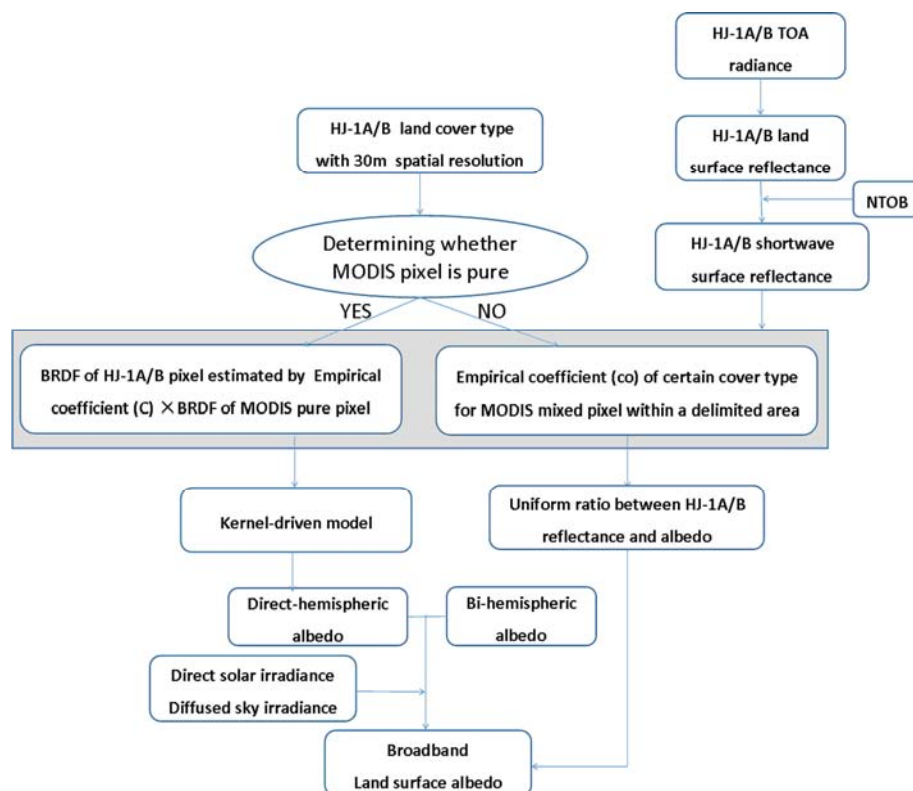 HJ-1A/B TOA
radiance
HJ-1A/B land cover type
with 30m spatial resolution
HJ-1A/B land
surface reflectance
NTOB
Determining whether
MODIS pixel is pure
HJ-1A/B shortwave
surface reflectance
YES
NO
BRDF of HJ-1A/B pixel estimated by Empirical
coefficient (C) ×BRDF of MODIS pure pixel
Empirical coefficient (co) of certain cover type
for MODIS mixed pixel within a delimited area
Kernel-driven model
Uniform ratio between HJ-1A/B
reflectance and albedo
Direct-hemispheric
albedo
Bi-hemispheric
albedo
Direct solar irradiance
Diffused sky irradiance
Broadband
Land surface albedo